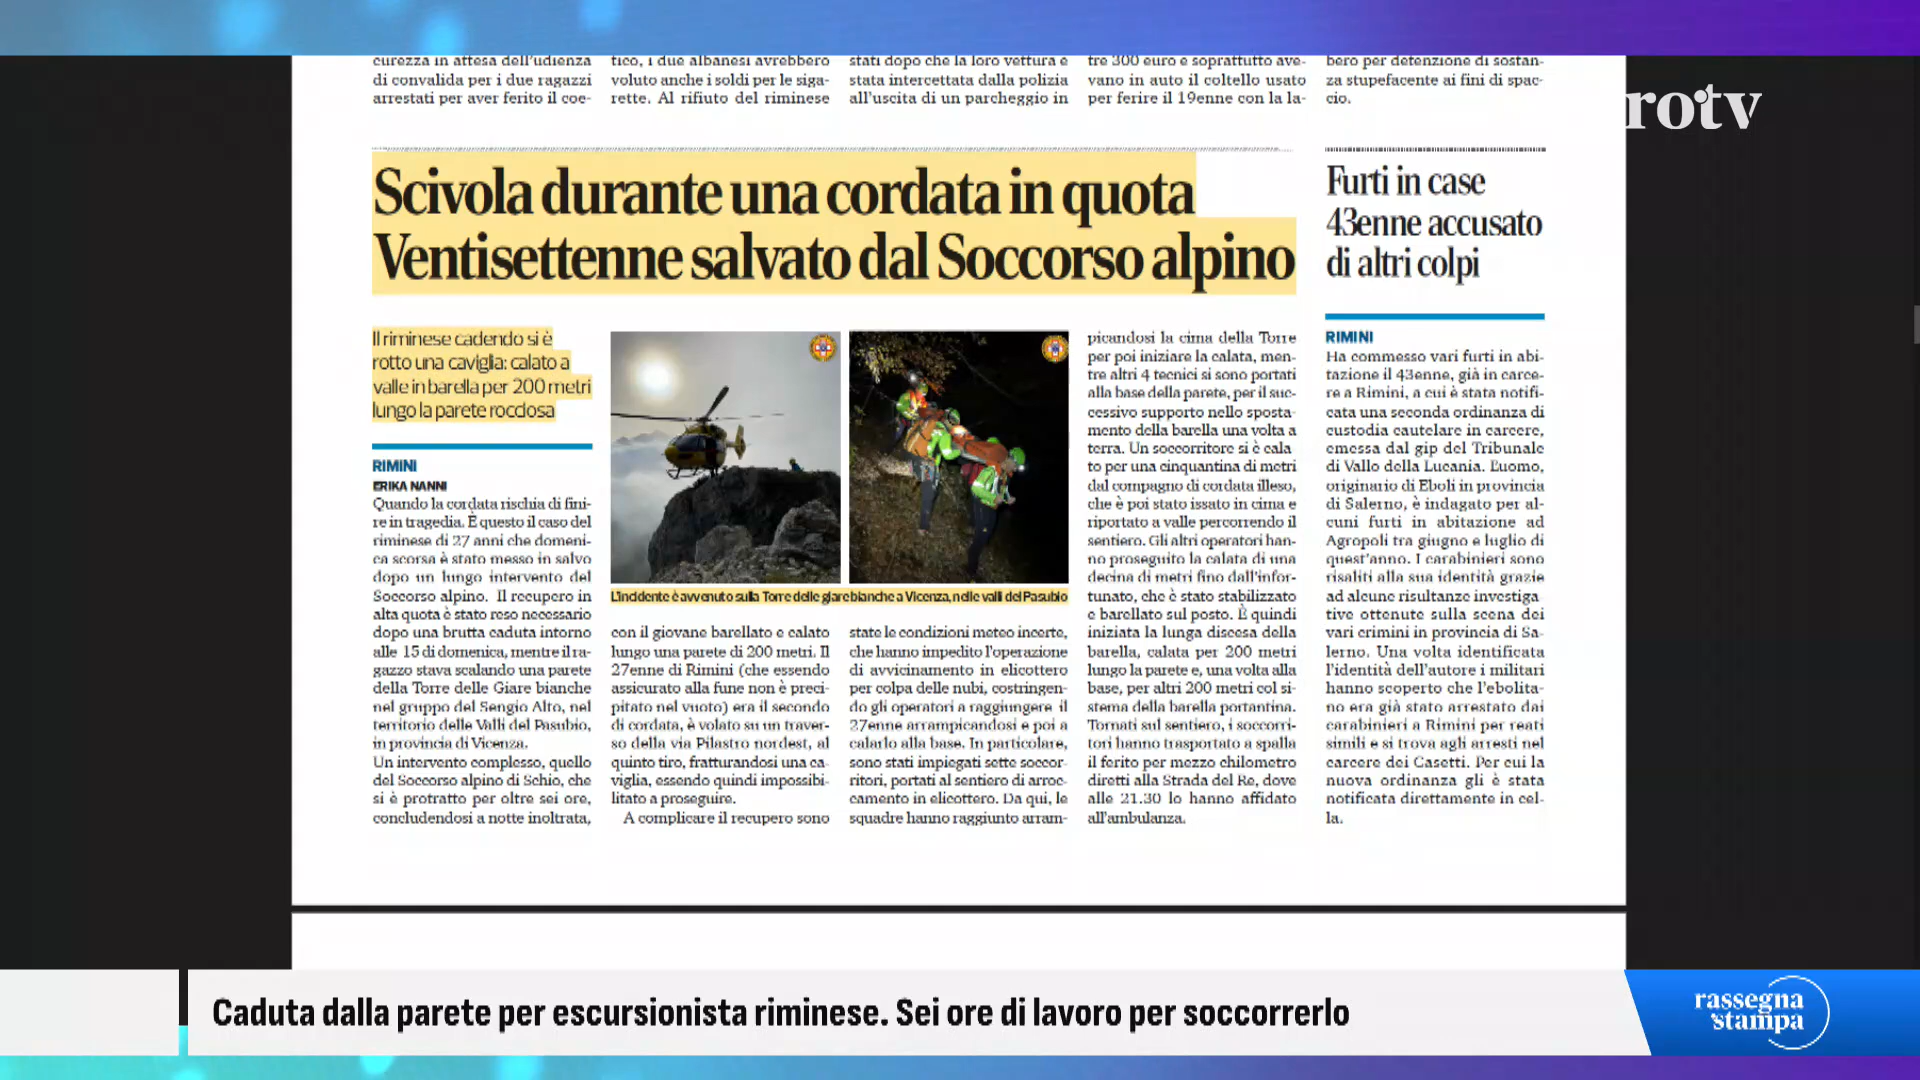 curezza in attesa dell'udienza
di convalida per i due ragazzi
arrestati per aver ferito il coe-
tico, i due albanesi avrebbero
voluto anche i soldi per le siga-
rette. Al rifiuto del riminese
stati dopo che la loro vettura è
stata intercettata dalla polizia
all'uscita di un parcheggio in
tre 300 euro e soprattutto ave-
vano in auto il coltello usato
per ferire il 19enne con la la-
bero per detenzione di sostan-
za stupefacente ai fini di spac-
cio.
rotv
Scivola durante una cordata in quota
Ventisettenne salvato dal Soccorso alpino
Il riminese cadendo si è
rotto una caviglia: calato a
valle in barella per 200 metri
lungo la parete rocciosa
RIMINI
ERIKA NANNI
Quando la cordata rischia di fini-
re in tragedia. È questo il caso del
riminese di 27 anni che domeni-
ca scorsa è stato messo in salvo
dopo un lungo intervento del
Soccorso alpino. Il recupero in
alta quota è stato reso necessario
dopo una brutta caduta intorno
alle 15 di domenica, mentre il ra-
gazzo stava scalando una parete
della Torre delle Giare bianche
nel gruppo del Sengio Alto, nel
territorio delle Valli del Pasubio,
in provincia di Vicenza.
Un intervento complesso, quello
del Soccorso alpino di Schio, che
si è protratto per oltre sei ore,
concludendosi a notte inoltrata,
L'incidente è avvenuto sulla Torre delle giare bianche a Vicenza, nelle valli del Pasubio
con il giovane barellato e calato
lungo una parete di 200 metri. Il
27enne di Rimini (che essendo
assicurato alla fune non è preci-
pitato nel vuoto) era il secondo
di cordata, è volato su un traver-
so della via Pilastro nordest, al
quinto tiro, fratturandosi una ca-
viglia, essendo quindi impossibi-
litato a proseguire.
A complicare il recupero sono
state le condizioni meteo incerte,
che hanno impedito l'operazione
di avvicinamento in elicottero
per colpa delle nubi, costringen-
do gli operatori a raggiungere il
27enne arrampicandosi e poi a
calarlo alla base. In particolare,
sono stati impiegati sette soccor-
ritori, portati al sentiero di arroc-
camento in elicottero. Da qui, le
squadre hanno raggiunto arram-
picandosi la cima della Torre
per poi iniziare la calata, men-
tre altri 4 tecnici si sono portati
alla base della parete, per il suc-
cessivo supporto nello sposta-
mento della barella una volta a
terra. Un soccorritore si è cala
to per una cinquantina di metri
dal compagno di cordata illeso,
che è poi stato issato in cima e
riportato a valle percorrendo il
sentiero. Gli altri operatori han-
no proseguito la calata di una
decina di metri fino dall'infor-
tunato, che è stato stabilizzato
e barellato sul posto. È quindi
iniziata la lunga discesa della
barella, calata per 200 metri
lungo la parete e, una volta alla
base, per altri 200 metri col si-
stema della barella portantina.
Tornati sul sentiero, i soccorri-
tori hanno trasportato a spalla
il ferito per mezzo chilometro
diretti alla Strada del Re, dove
alle 21.30 lo hanno affidato
all'ambulanza.
Furti in case
43enne accusato
di altri colpi
RIMINI
Ha commesso vari furti in abi-
tazione il 43enne, già in carce-
re a Rimini, a cui è stata notifi-
cata una seconda ordinanza di
custodia cautelare in carcere,
emessa dal gip del Tribunale
di Vallo della Lucania. L'uomo,
originario di Eboli in provincia
di Salerno, è indagato per al-
cuni furti in abitazione ad
Agropoli tra giugno e luglio di
quest'anno. I carabinieri sono
risaliti alla sua identità grazie
ad alcune risultanze investiga-
tive ottenute sulla scena dei
vari crimini in provincia di Sa-
lerno. Una volta identificata
l'identità dell'autore i militari
hanno scoperto che l'ebolita-
no era già stato arrestato dai
carabinieri a Rimini per reati
simili e si trova agli arresti nel
carcere dei Casetti. Per cui la
nuova ordinanza gli è stata
notificata direttamente in cel-
la.
Caduta dalla parete per escursionista riminese. Sei ore di lavoro per soccorrerlo
rassegna
stampa